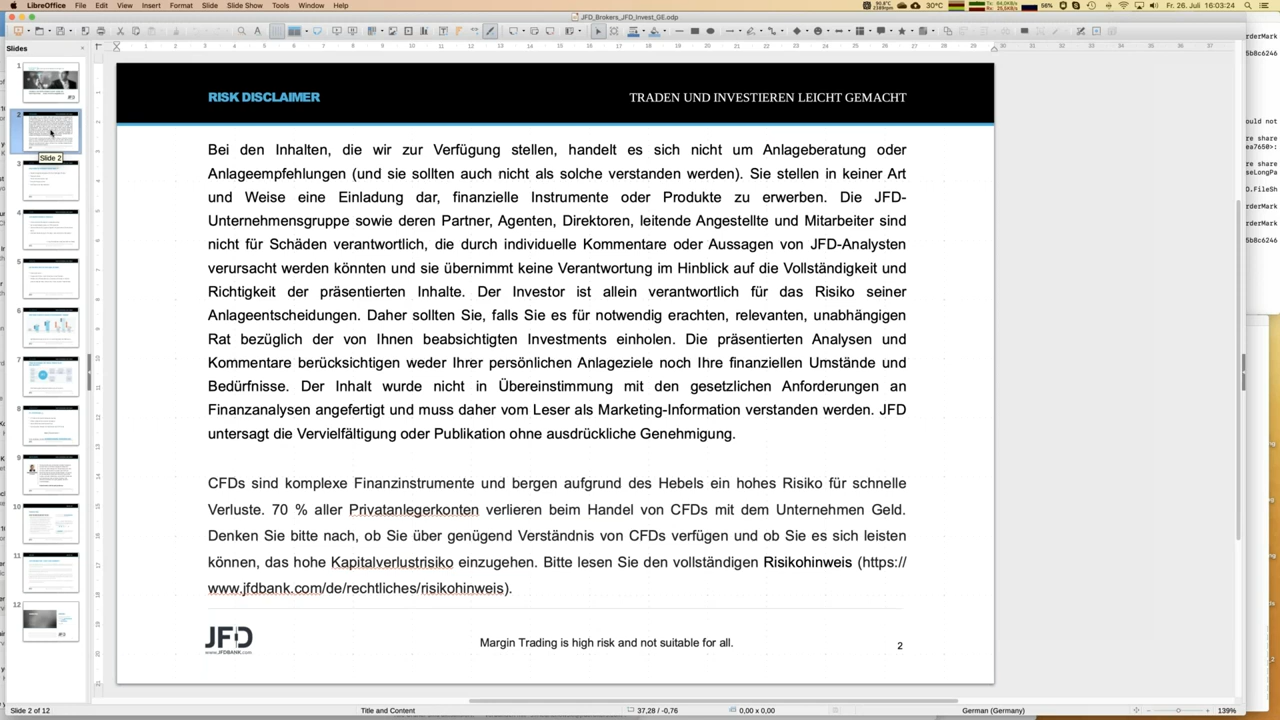 LibreOffice File Edit View Insert Format Slide Slide Show Tools Window Help
30°C 56% Fr. 26. Juli 16:03:24
JFD_Brokers_JFD_Invest_GE.odp
Slides
RISK DISCLAIMER
TRADEN UND INVESTIEREN LEICHT GEMACHT
Bei den Inhalten, die wir zur Verfügung stellen, handelt es sich nicht um Anlageberatung oder
Anlageempfehlungen (und sie sollten auch nicht als solche verstanden werden). Sie stellen in keiner Art
und Weise eine Einladung dar, finanzielle Instrumente oder Produkte zu erwerben. Die JFD-
Unternehmensgruppe sowie deren Referenten, Direktoren, leitende Angestellte und Mitarbeiter sind
nicht für Schäden verantwortlich, die durch individuelle Kommentare oder Aussagen von JFD-Analysten
verursacht werden könnten und sie übernehmen keine Verantwortung im Hinblick auf die Vollständigkeit und
Richtigkeit der präsentierten Inhalte. Der Investor ist allein verantwortlich für das Risiko seiner
Anlageentscheidungen. Daher sollten Sie, falls Sie es für notwendig erachten, relevanten, unabhängigen
Rat bezüglich der von Ihnen beabsichtigten Investments einholen. Die präsentierten Analysen und
Kommentare berücksichtigen weder Ihre persönlichen Anlageziele noch Ihre finanziellen Umstände und
Bedürfnisse. Der Inhalt wurde nicht in Übereinstimmung mit den gesetzlichen Anforderungen an
Finanzanalysen angefertigt und muss daher vom Leser als Marketing-Information verstanden werden. JFD
untersagt die Vervielfältigung oder Publikation ohne ausdrückliche Genehmigung.
CFDs sind komplexe Finanzinstrumente und bergen aufgrund des Hebels ein hohes Risiko für schnelle
Verluste. 70 % aller Privatanlegerkonten verlieren beim Handel von CFDs mit dem Unternehmen Geld.
Denken Sie bitte nach, ob Sie über genügend Verständnis von CFDs verfügen und ob Sie es sich leisten
können, das hohe Kapitalverlustrisiko einzugehen. Bitte lesen Sie den vollständigen Risikohinweis (https://
www.jfdbank.com/de/rechtliches/risikohinweis).
JFD
www.JFDBANK.com
Margin Trading is high risk and not suitable for all.
2
Slide 2
Slide 2 of 12
Title and Content
37,28 / -0,76
0,00 x 0,00
German (Germany)
139%